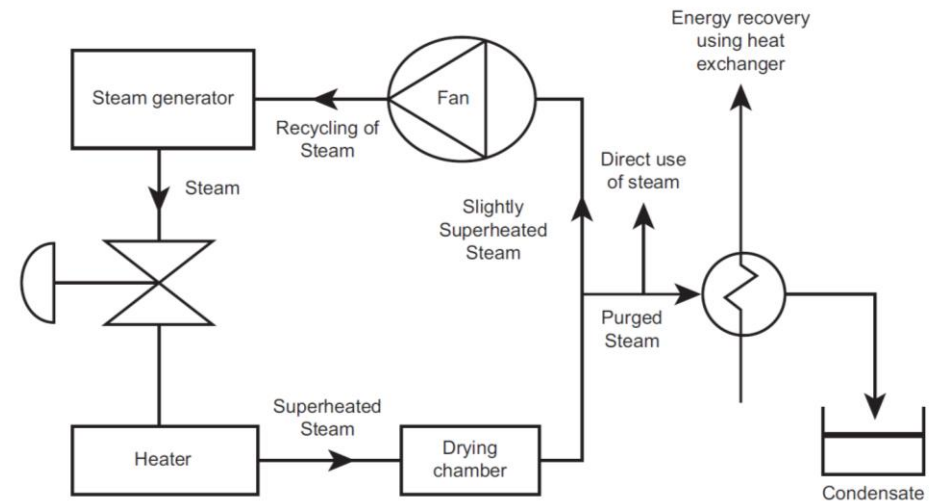 Energy recovery
using heat
exchanger
Steam generator
Fan
Recycling of
Steam
Direct use
of steam
Steam
Slightly
Superheated
Steam
Purged
Steam
Superheated
Steam
Heater
Drying
chamber
Condensate